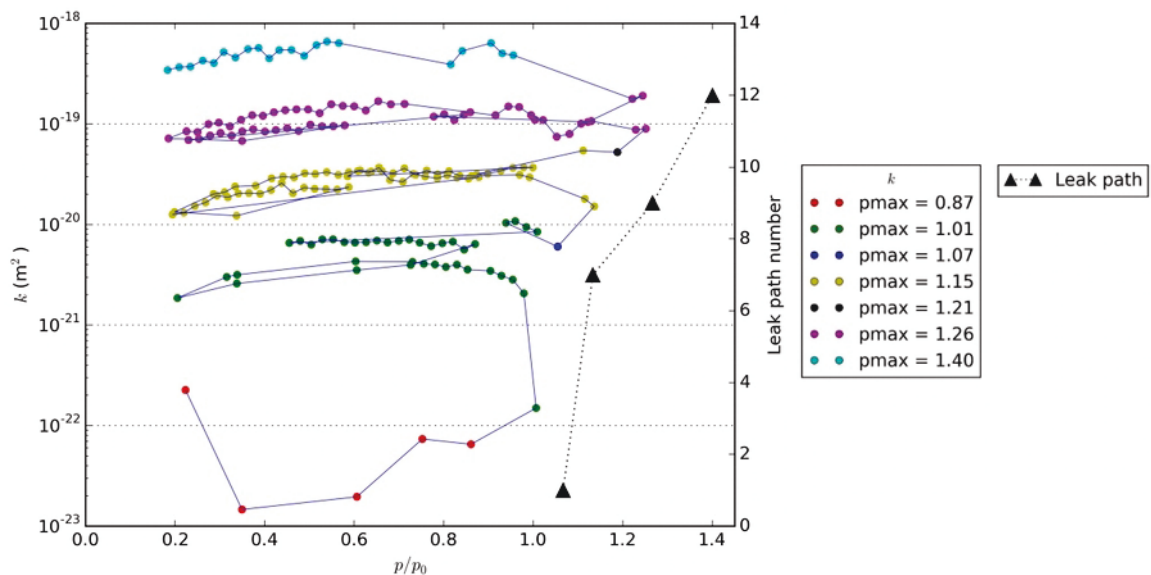 10^-18
10^-19
10^-20
10^-21
10^-22
10^-23
k (m²)
0.0 0.2 0.4 0.6 0.8 1.0 1.2 1.4
p/p₀
14
12
10
8
6
4
2
0
Leak path number
k
pmax = 0.87
pmax = 1.01
pmax = 1.07
pmax = 1.15
pmax = 1.21
pmax = 1.26
pmax = 1.40
Leak path